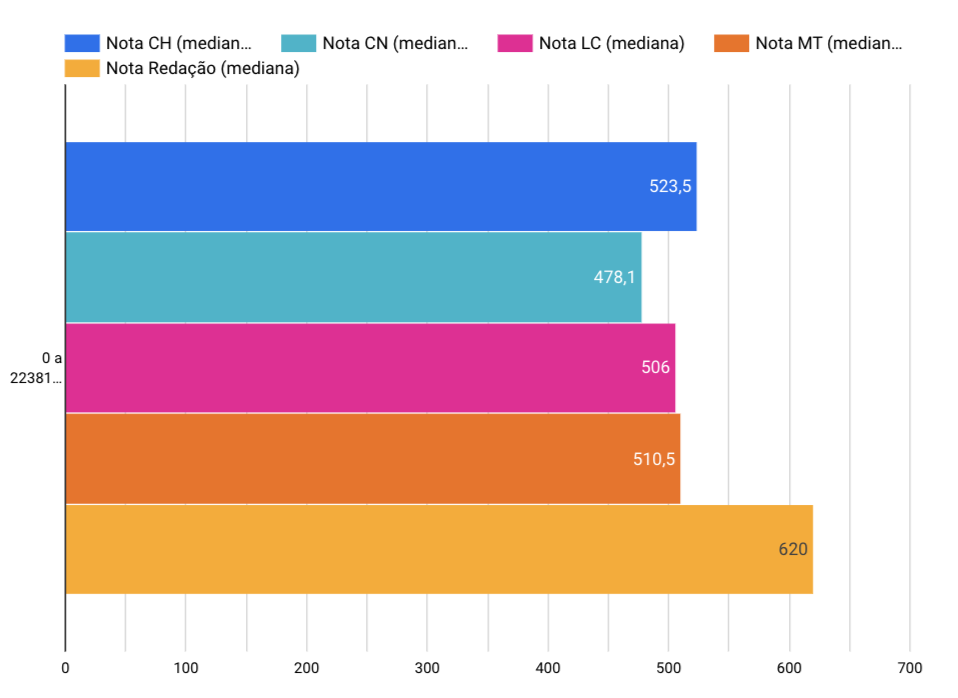 Nota CH (median… Nota CN (median… Nota LC (mediana) Nota MT (median…
Nota Redação (mediana)
523,5
478,1
506
0 a
22381…
510,5
620
0 100 200 300 400 500 600 700